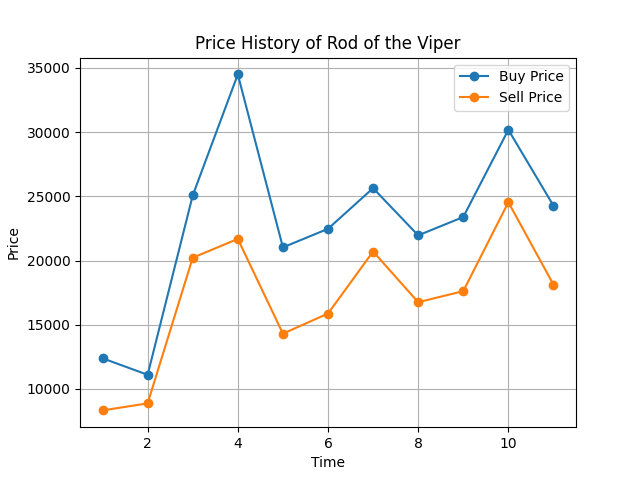 Price History of Rod of the Viper
Buy Price
Sell Price
35000
30000
25000
20000
15000
10000
Price
2
4
6
8
10
Time